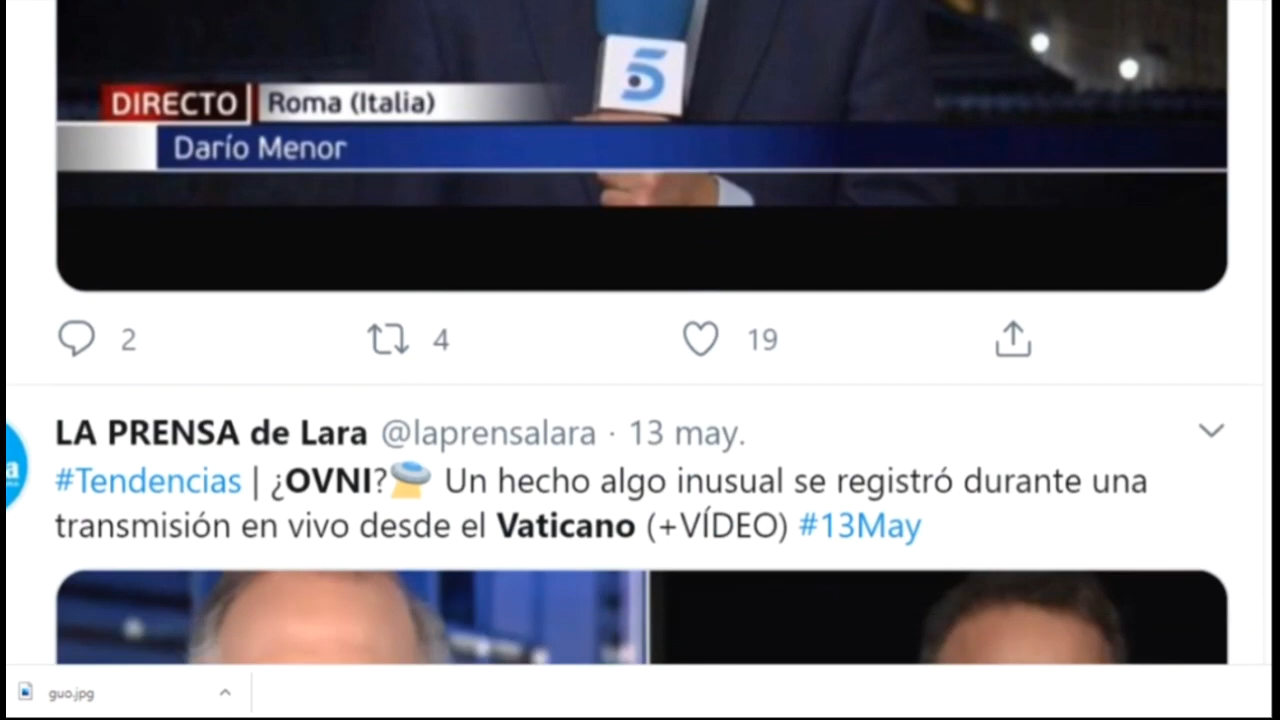 5
DIRECTO Roma (Italia)
Darío Menor
2 4 19
LA PRENSA de Lara @laprensalara · 13 may.
#Tendencias | ¿OVNI? Un hecho algo inusual se registró durante una
transmisión en vivo desde el Vaticano (+VÍDEO) #13May
a
guo.jpg